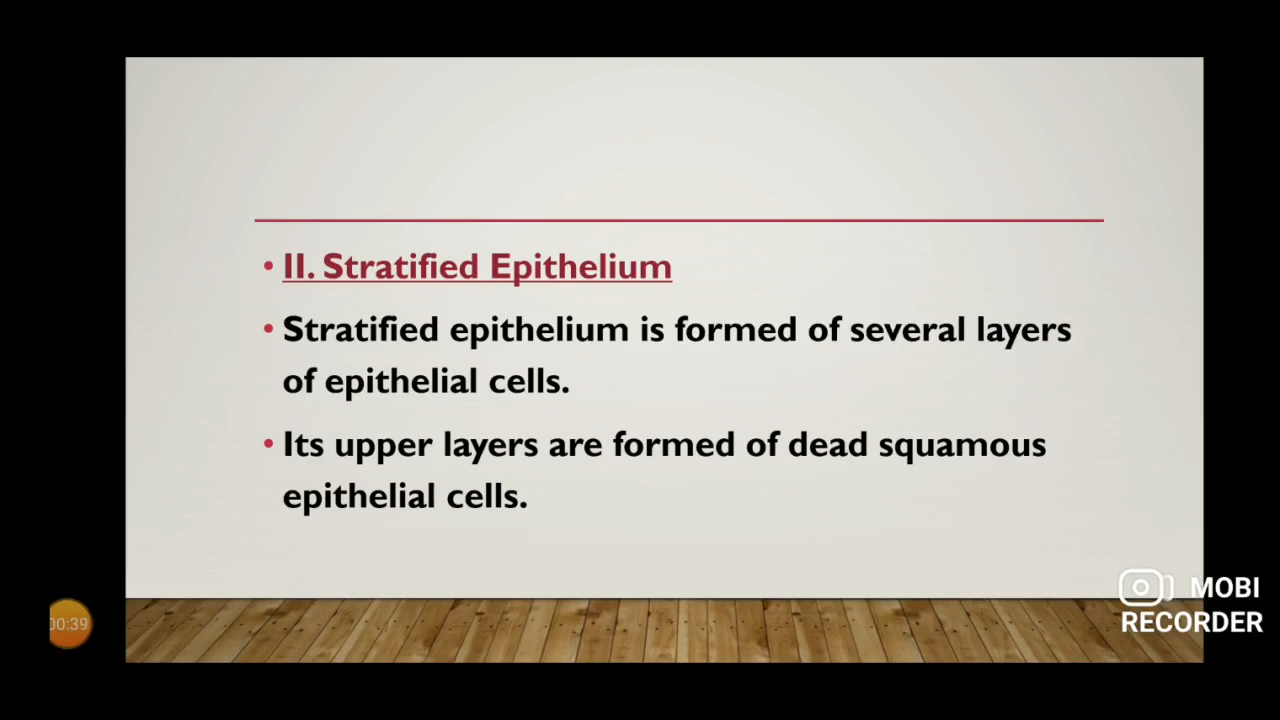 • II. Stratified Epithelium
• Stratified epithelium is formed of several layers
of epithelial cells.
• Its upper layers are formed of dead squamous
epithelial cells.
00:39
MOBI
RECORDER